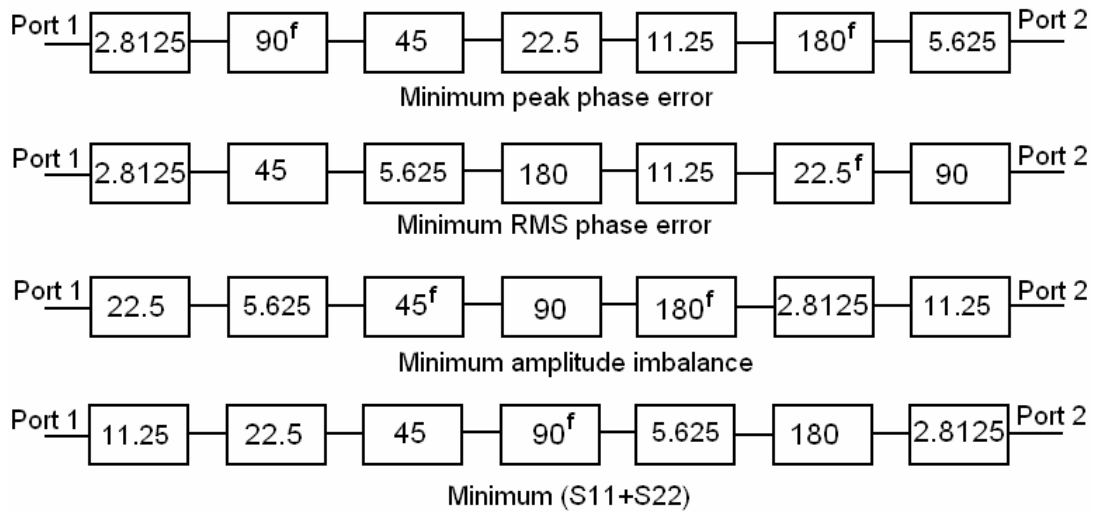 Port 1 2.8125 90f 45 22.5 11.25 180f 5.625 Port 2
Minimum peak phase error
Port 1 2.8125 45 5.625 180 11.25 22.5f 90 Port 2
Minimum RMS phase error
Port 1 22.5 5.625 45f 90 180f 2.8125 11.25 Port 2
Minimum amplitude imbalance
Port 1 11.25 22.5 45 90f 5.625 180 2.8125 Port 2
Minimum (S11+S22)